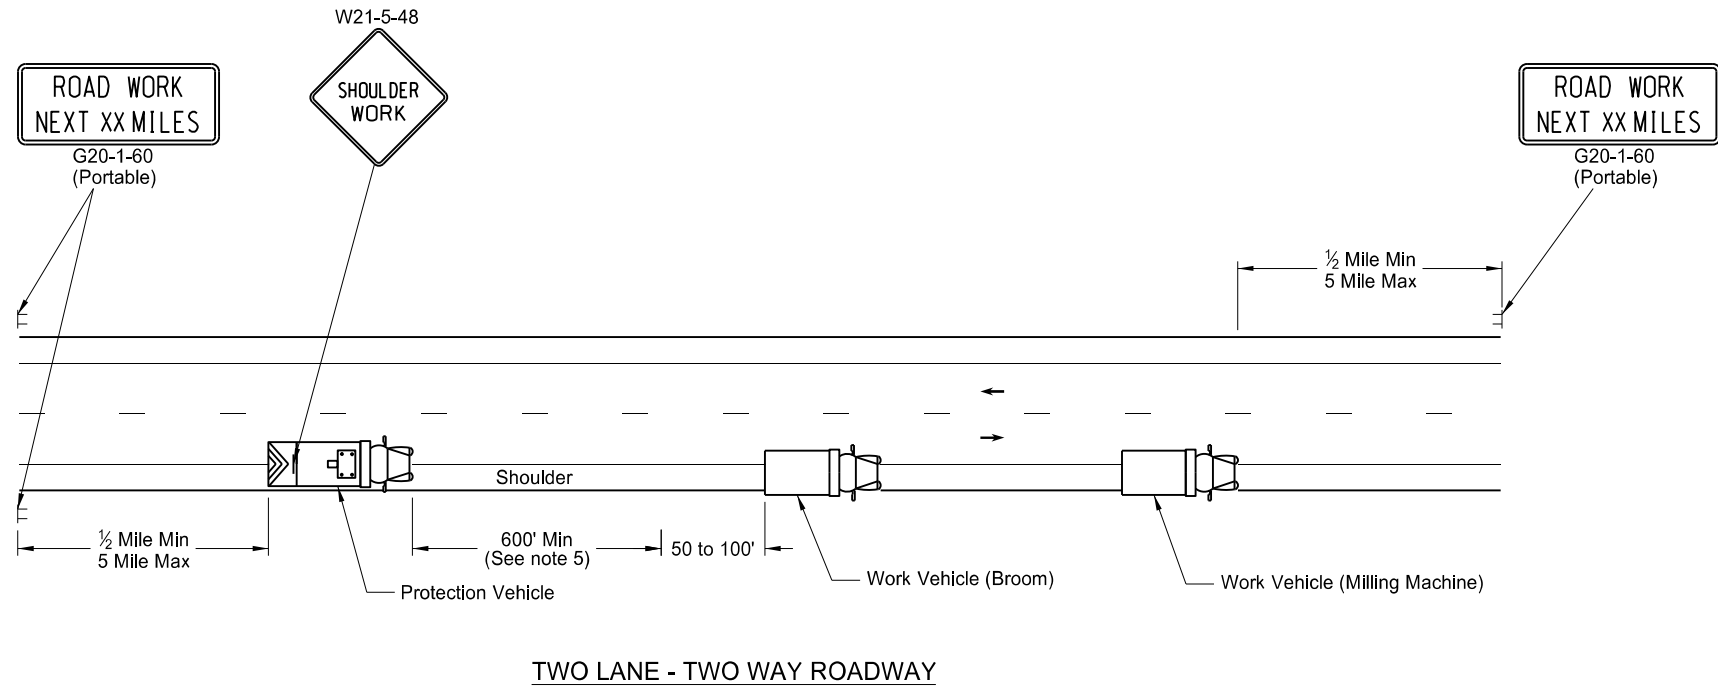 W21-5-48
ROAD WORK
NEXT XX MILES
G20-1-60
(Portable)
SHOULDER
WORK
ROAD WORK
NEXT XX MILES
G20-1-60
(Portable)
½ Mile Min
5 Mile Max
Shoulder
½ Mile Min
5 Mile Max
600' Min
(See note 5)
50 to 100'
Protection Vehicle
Work Vehicle (Broom)
Work Vehicle (Milling Machine)
TWO LANE - TWO WAY ROADWAY